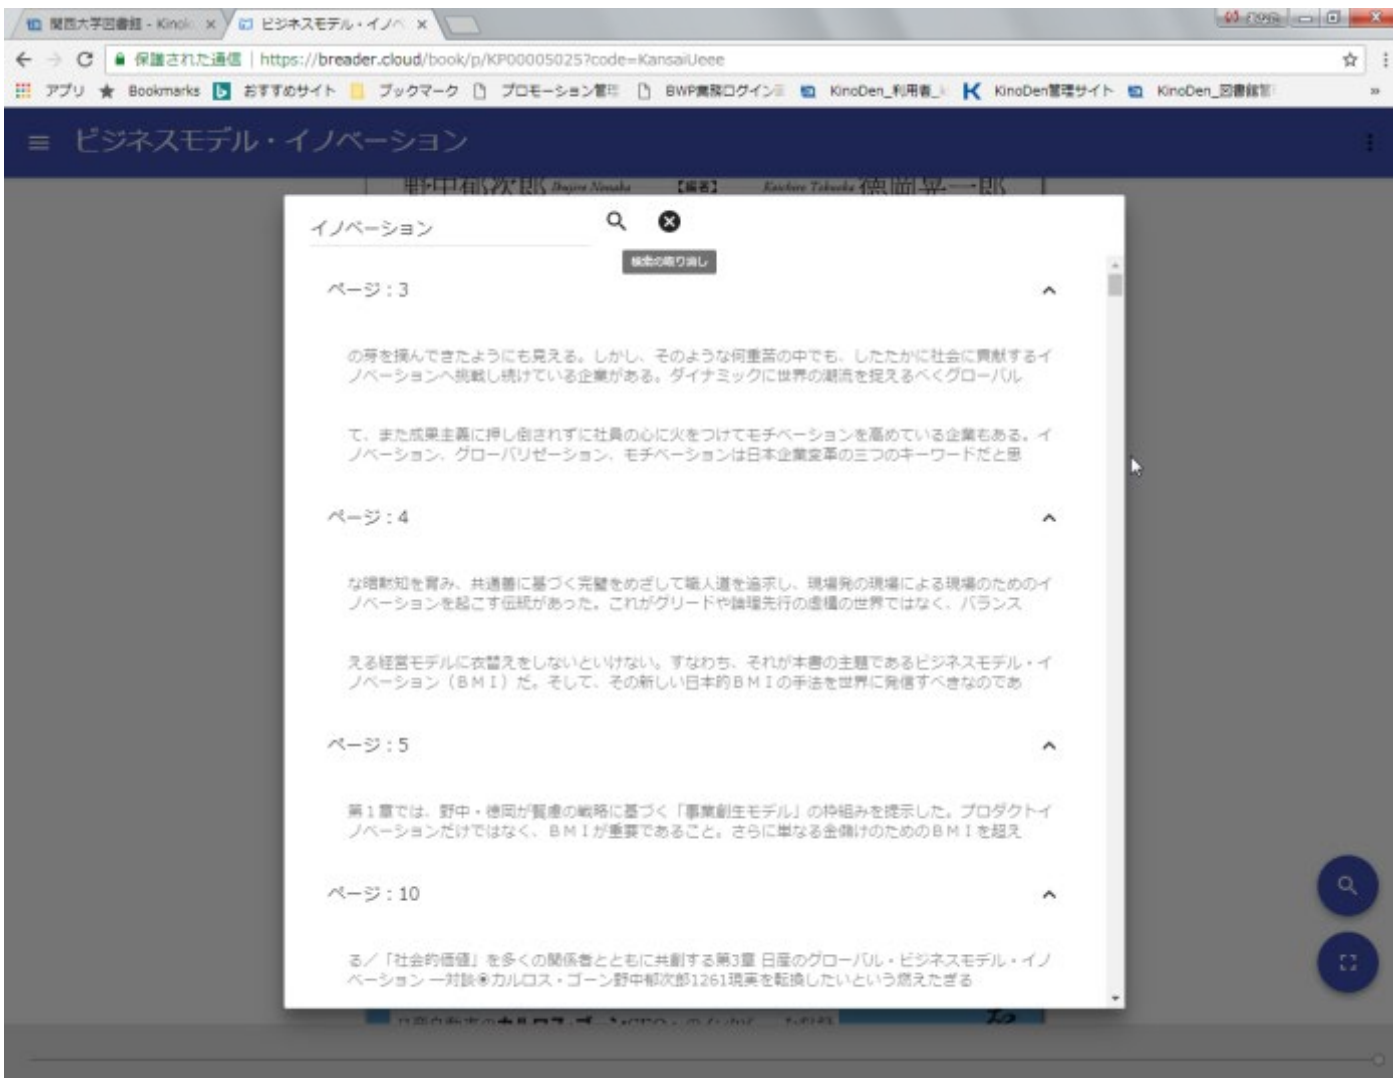 関西大学図書館 - Kinol
ビジネスモデル・イノベ
保護された通信 | https://breader.cloud/book/p/KP00005025?code=KansaiUeee
アプリ Bookmarks おすすめサイト ブックマーク プロモーション管理 BWP業務ログイン KinoDen_利用者_ KinoDen管理サイト KinoDen_図書館管
ビジネスモデル・イノベーション
野中郁次郎 Ikujiro Nonaka 【編著】 Kaichiro Tokuoka 徳岡晃一郎
イノベーション
検索の取り消し
ページ：3
の芽を摘んできたようにも見える。しかし、そのような何重苦の中でも、したたかに社会に貢献するイ
ノベーションへ挑戦し続けている企業がある。ダイナミックに世界の潮流を捉えるべくグローバル
て、また成果主義に押し倒されずに社員の心に火をつけてモチベーションを高めている企業もある。イ
ノベーション、グローバリゼーション、モチベーションは日本企業変革の三つのキーワードだと思
ページ：4
な暗黙知を育み、共通善に基づく完璧をめざして職人道を追求し、現場発の現場による現場のためのイ
ノベーションを起こす伝統があった。これがグリードや論理先行の虚構の世界ではなく、バランス
える経営モデルに衣替えをしないといけない。すなわち、それが本書の主題であるビジネスモデル・イ
ノベーション（ＢＭＩ）だ。そして、その新しい日本的ＢＭＩの手法を世界に発信すべきなのであ
ページ：5
第１章では、野中・徳岡が賢慮の戦略に基づく「事業創生モデル」の枠組みを提示した。プロダクトイ
ノベーションだけではなく、ＢＭＩが重要であること。さらに単なる金儲けのためのＢＭＩを超え
ページ：10
る／「社会的価値」を多くの関係者とともに共創する第3章 日産のグローバル・ビジネスモデル・イノ
ベーション ―対談◉カルロス・ゴーン野中郁次郎1261現実を転換したいという燃えたぎる